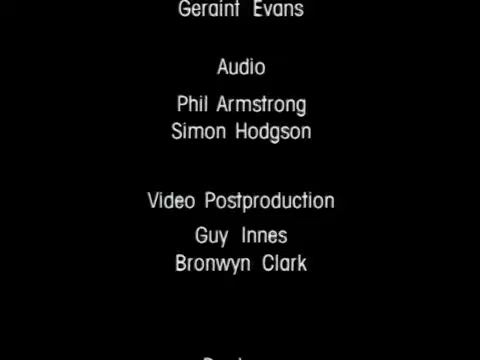 Geraint Evans
Audio
Phil Armstrong
Simon Hodgson
Video Postproduction
Guy Innes
Bronwyn Clark